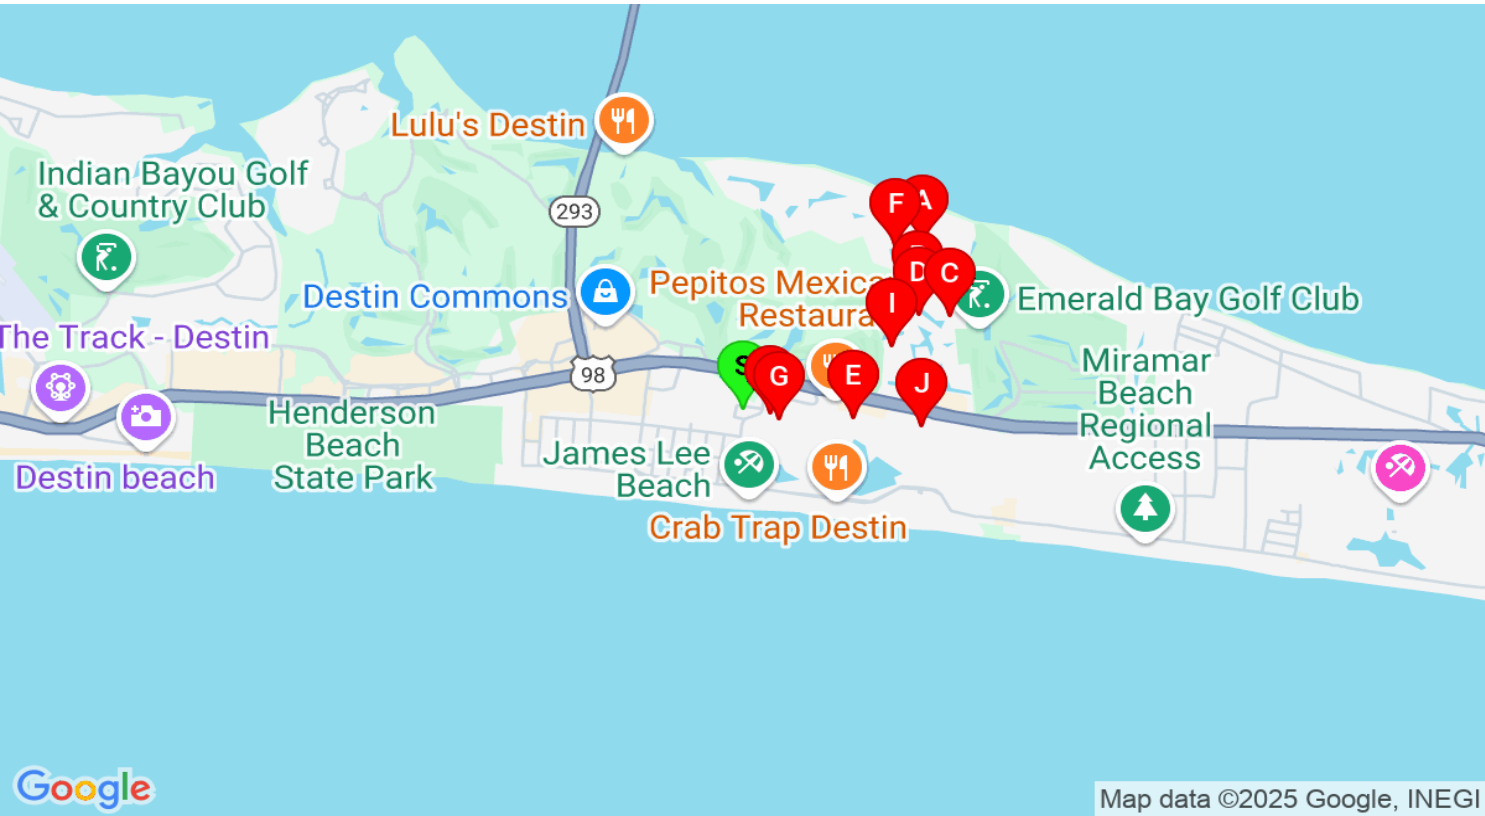 Lulu's Destin
Indian Bayou Golf
& Country Club
293
F
A
D
C
Pepitos Mexica
Restaura
I
Emerald Bay Golf Club
Destin Commons
The Track - Destin
98
S
G
E
J
Miramar
Beach
Regional
Access
Henderson
Beach
State Park
James Lee
Beach
Destin beach
Crab Trap Destin
Google
Map data ©2025 Google, INEGI